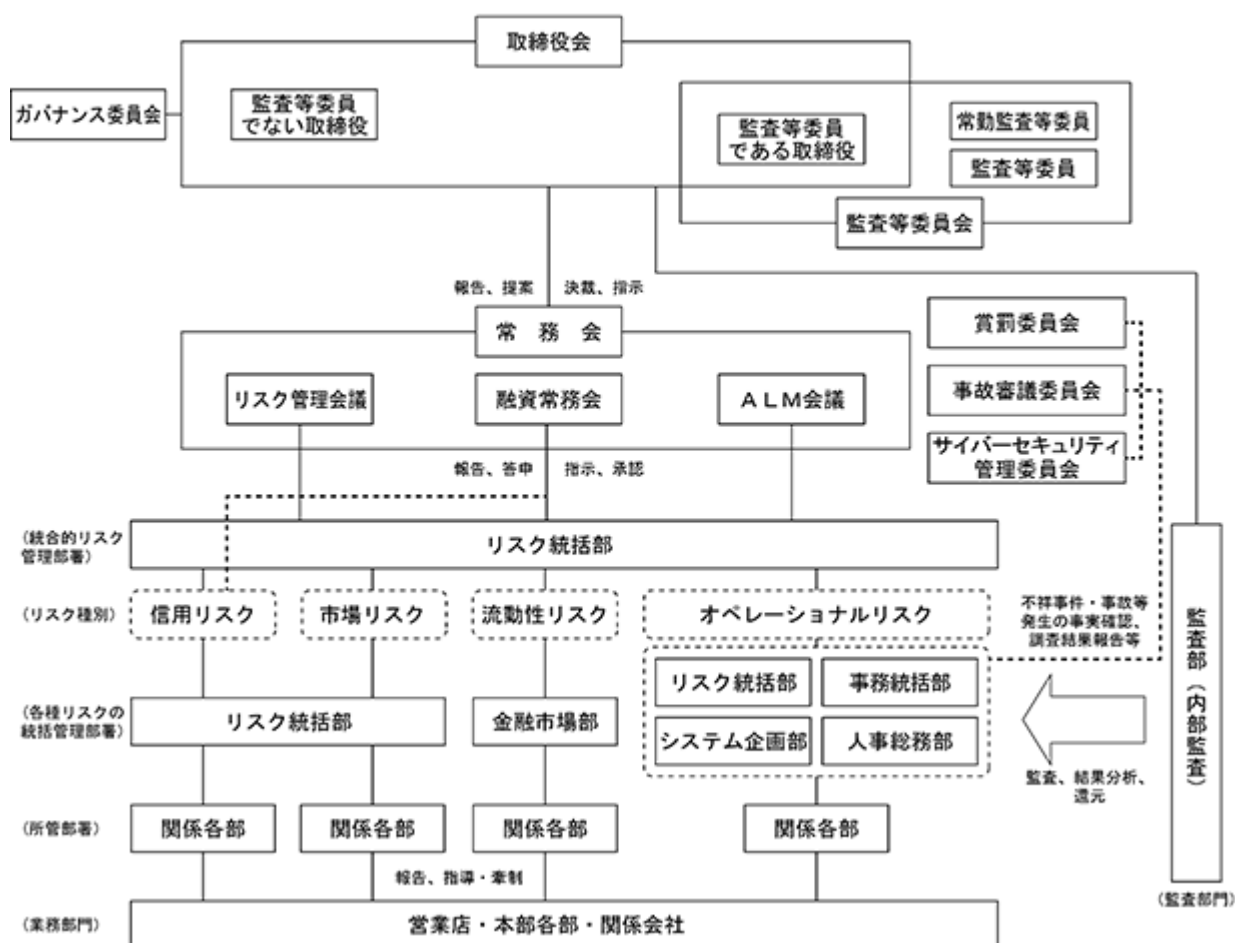 取締役会
ガバナンス委員会
監査等委員
でない取締役
監査等委員
である取締役
常勤監査等委員
監査等委員
監査等委員会
報告、提案
決裁、指示
常務会
リスク管理会議
融資常務会
ALM会議
賞罰委員会
事故審議委員会
サイバーセキュリティ
管理委員会
報告、答申
指示、承認
(統合的リスク
管理部署)
リスク統括部
(リスク種別)
信用リスク
市場リスク
流動性リスク
オペレーショナルリスク
不祥事件・事故等
発生の事実確認、
調査結果報告等
(各種リスクの
統括管理部署)
リスク統括部
金融市場部
リスク統括部
事務統括部
システム企画部
人事総務部
監査、結果分析、
還元
監査部(内部監査)
(監査部門)
(所管部署)
関係各部
関係各部
関係各部
関係各部
報告、指導・牽制
(業務部門)
営業店・本部各部・関係会社